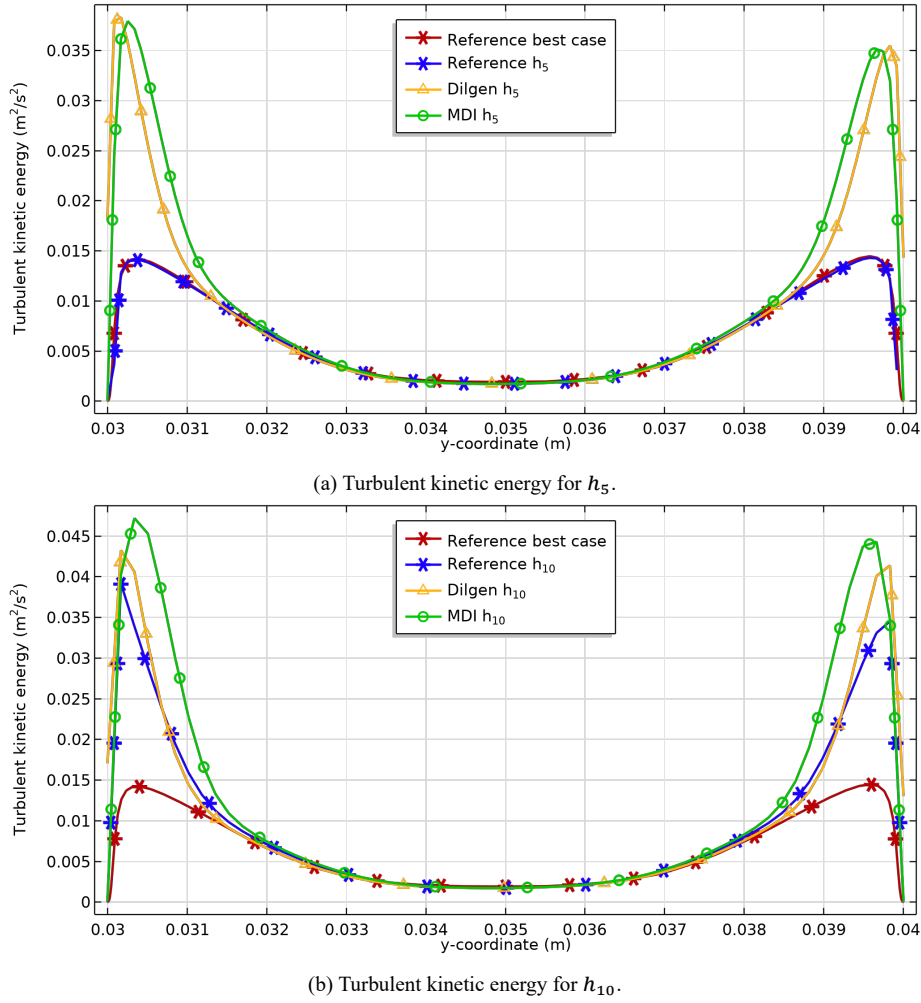 Turbulent kinetic energy (m²/s²)
0.035
0.03
0.025
0.02
0.015
0.01
0.005
0
Reference best case
Reference h₅
Dilgen h₅
MDI h₅
0.03 0.031 0.032 0.033 0.034 0.035 0.036 0.037 0.038 0.039 0.04
y-coordinate (m)
(a) Turbulent kinetic energy for h₅.
Turbulent kinetic energy (m²/s²)
0.045
0.04
0.035
0.03
0.025
0.02
0.015
0.01
0.005
0
Reference best case
Reference h₁₀
Dilgen h₁₀
MDI h₁₀
0.03 0.031 0.032 0.033 0.034 0.035 0.036 0.037 0.038 0.039 0.04
y-coordinate (m)
(b) Turbulent kinetic energy for h₁₀.